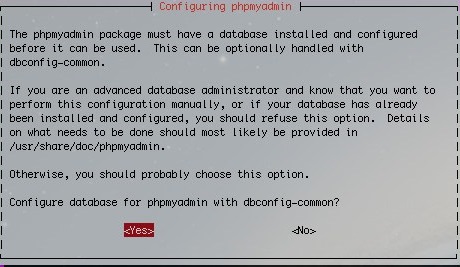 Configuring phpmyadmin
The phpmyadmin package must have a database installed and configured
before it can be used.  This can be optionally handled with
dbconfig-common.
If you are an advanced database administrator and know that you want to
perform this configuration manually, or if your database has already
been installed and configured, you should refuse this option.  Details
on what needs to be done should most likely be provided in
/usr/share/doc/phpmyadmin.
Otherwise, you should probably choose this option.
Configure database for phpmyadmin with dbconfig-common?
<Yes> <No>